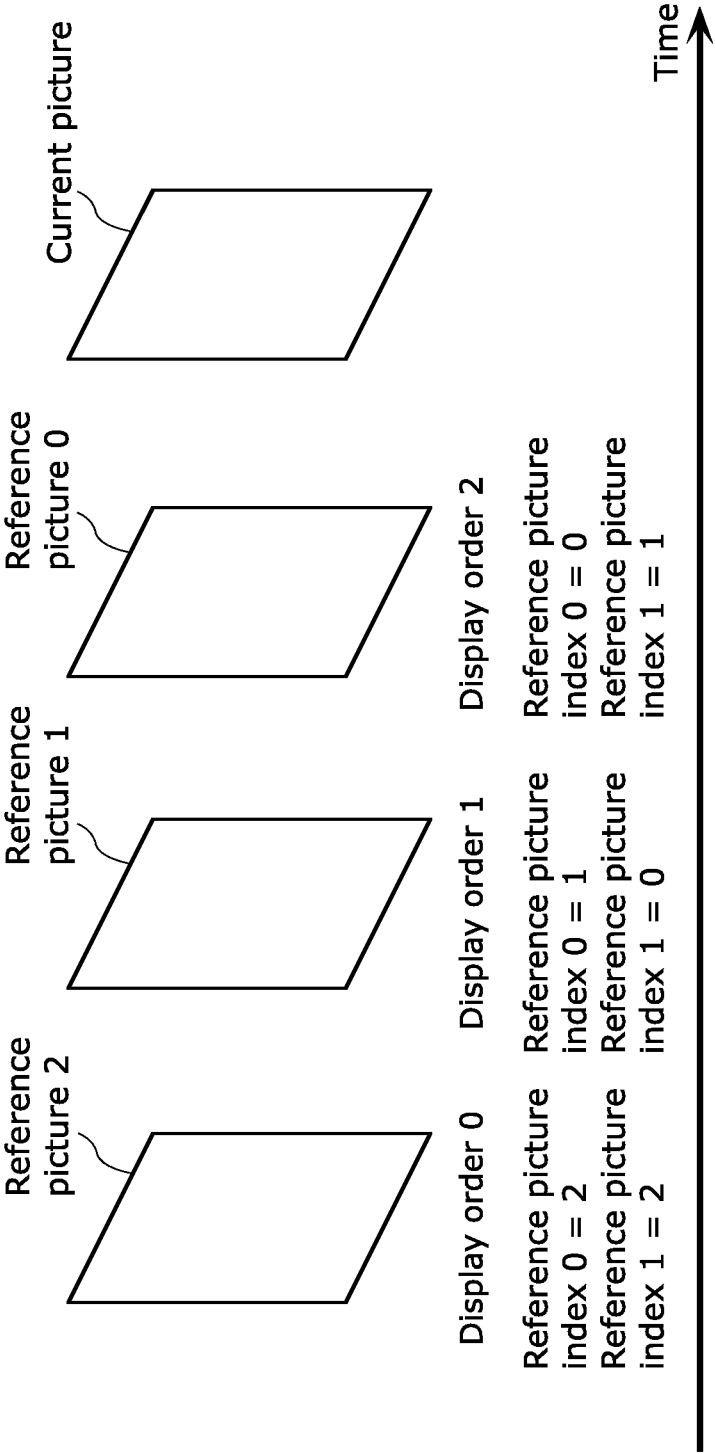 Reference
picture 2
Reference
picture 1
Reference
picture 0
Current picture
Display order 0
Display order 1
Display order 2
Reference picture
index 0 = 2
Reference picture
index 1 = 2
Reference picture
index 0 = 1
Reference picture
index 1 = 0
Reference picture
index 0 = 0
Reference picture
index 1 = 1
Time